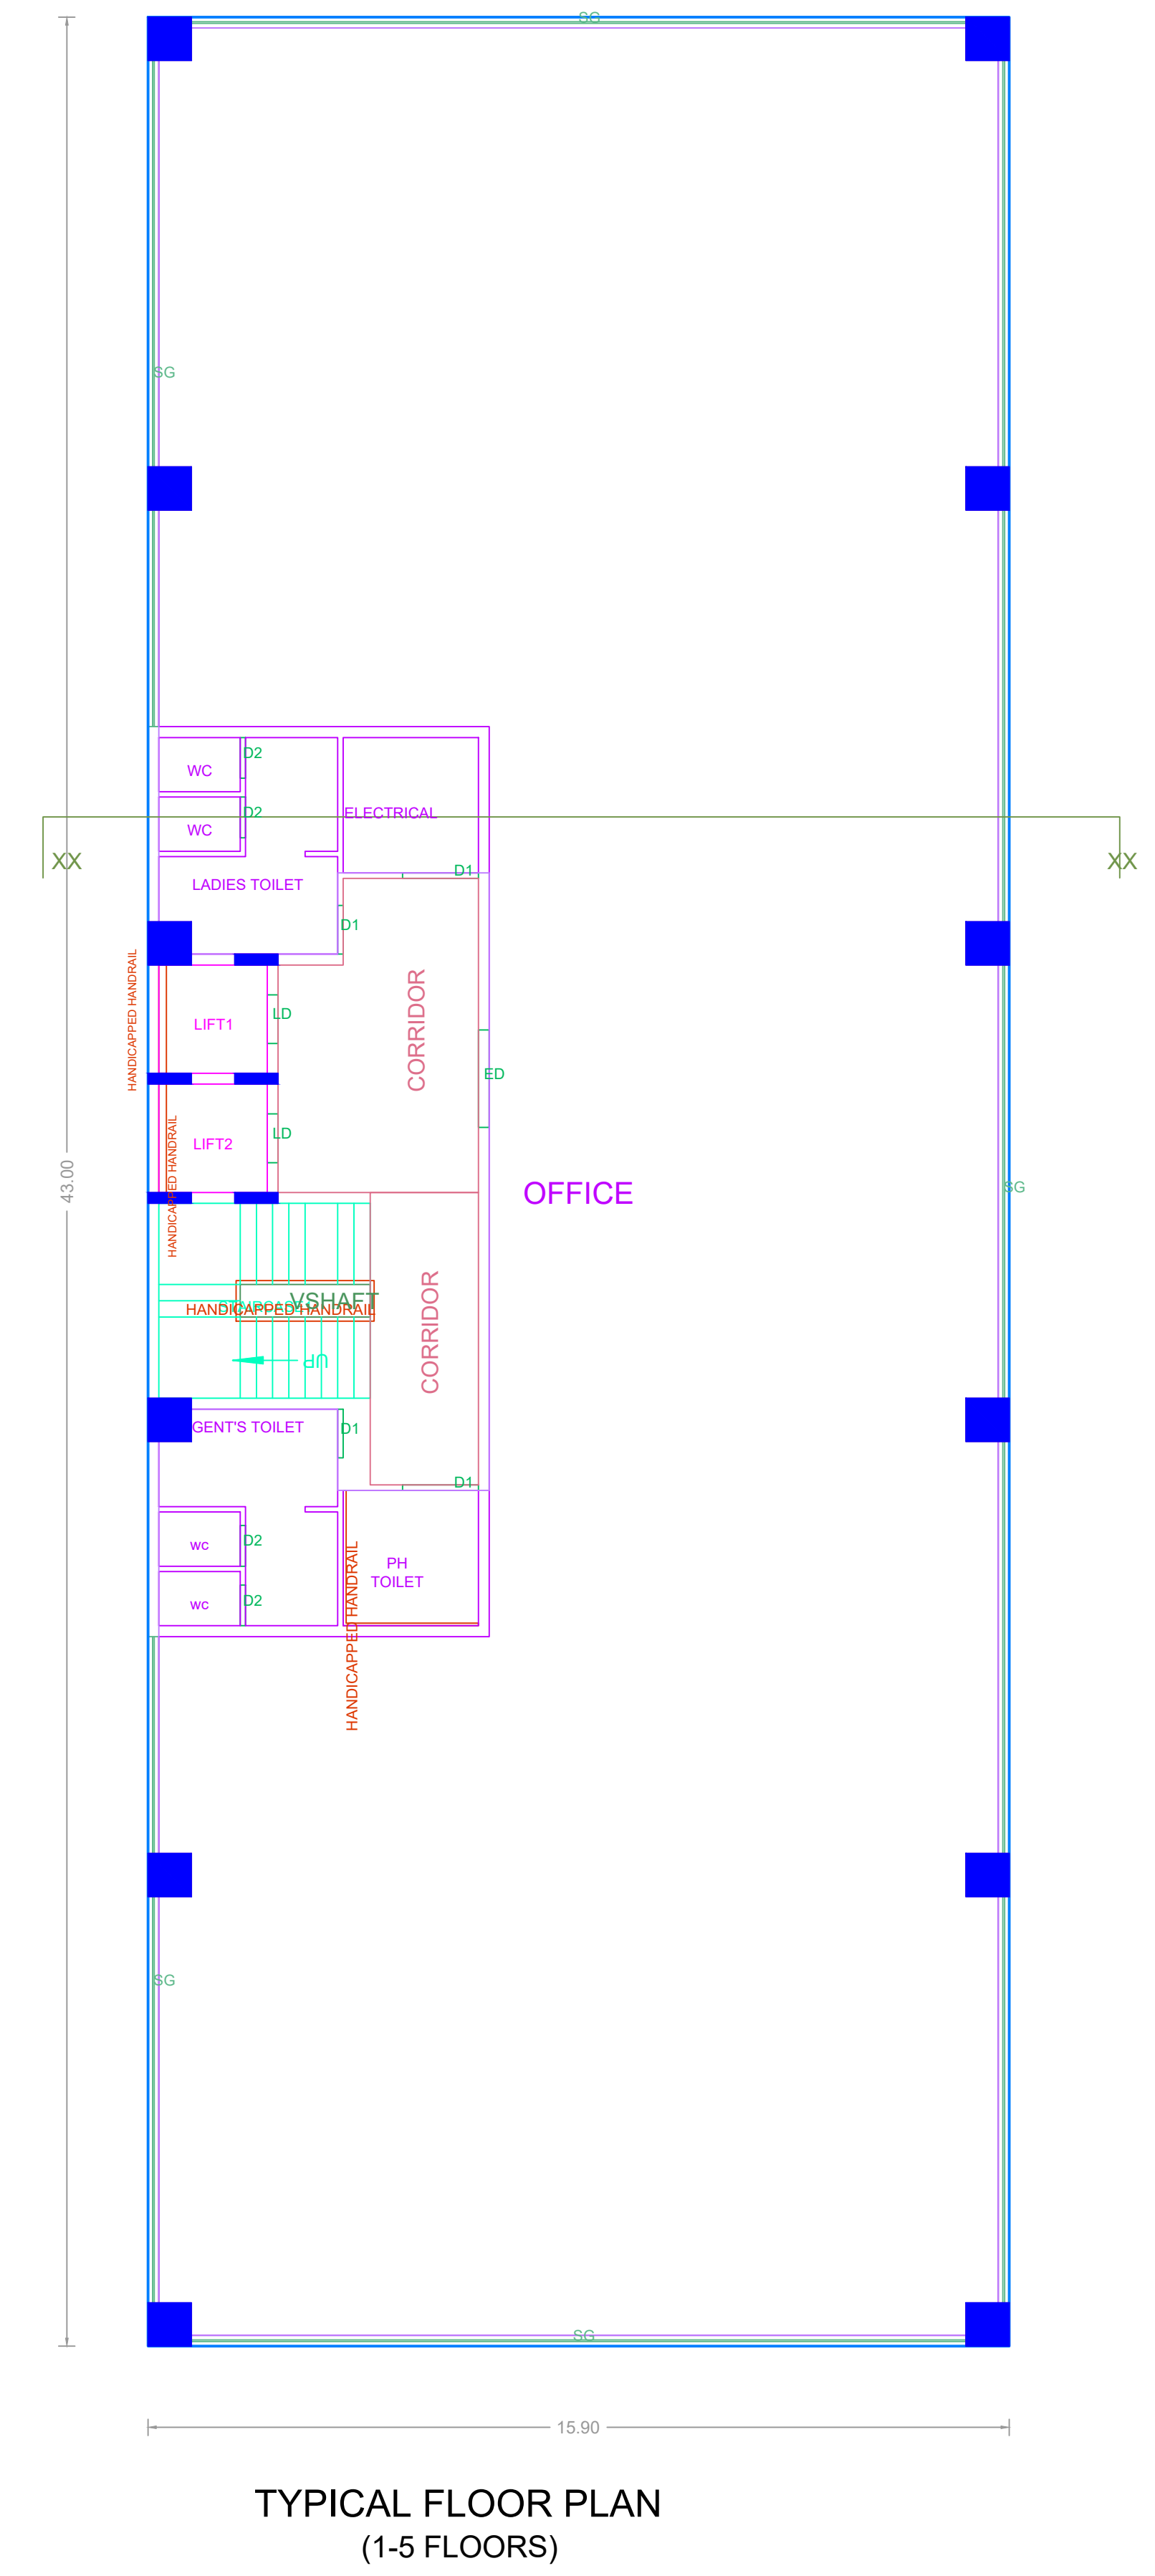 SG
SG
D2
WC
D2
ELECTRICAL
WC
XX
XX
D1
LADIES TOILET
D1
HANDICAPPED HANDRAIL
CORRIDOR
LD
LIFT1
ED
LD
LIFT2
HANDICAPPED HANDRAIL
43.00
OFFICE
SG
VSHAFT
STAIRCASE
HANDICAPPED HANDRAIL
CORRIDOR
UP
GENT'S TOILET
D1
D1
D2
wc
PH
TOILET
D2
wc
HANDICAPPED HANDRAIL
SG
SG
15.90
TYPICAL FLOOR PLAN
(1-5 FLOORS)